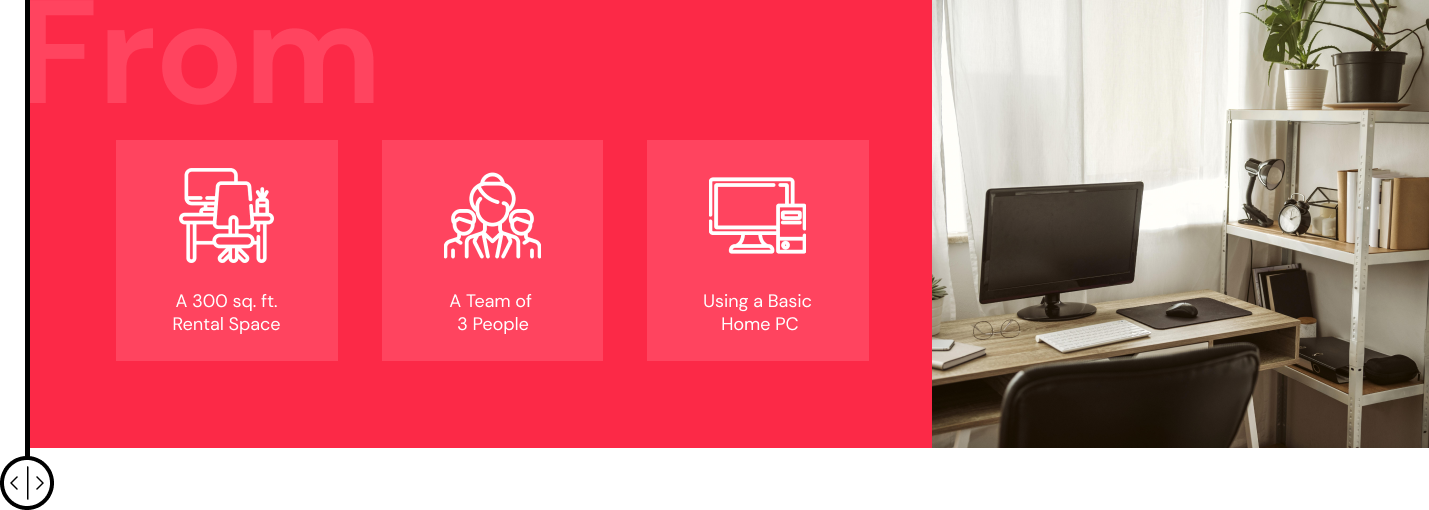 From
A 300 sq. ft.
Rental Space
A Team of
3 People
Using a Basic
Home PC